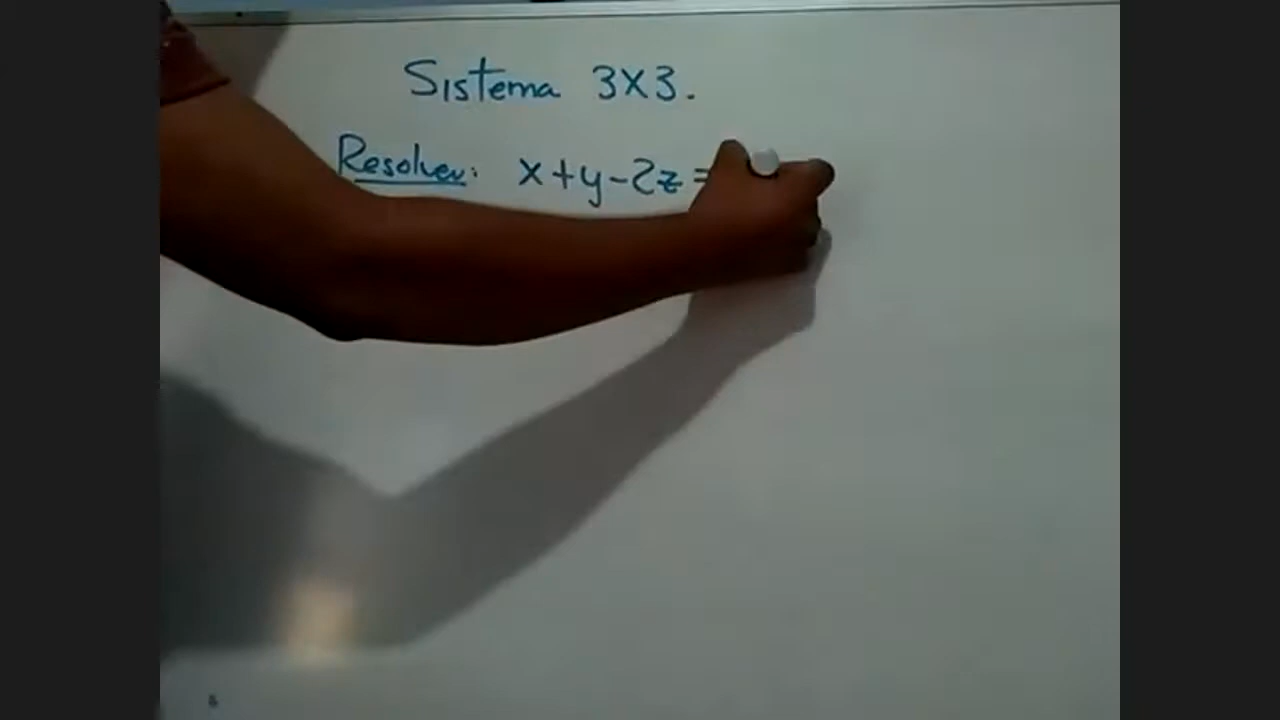 Sistema 3X3.
Resolver: x+y-2z=